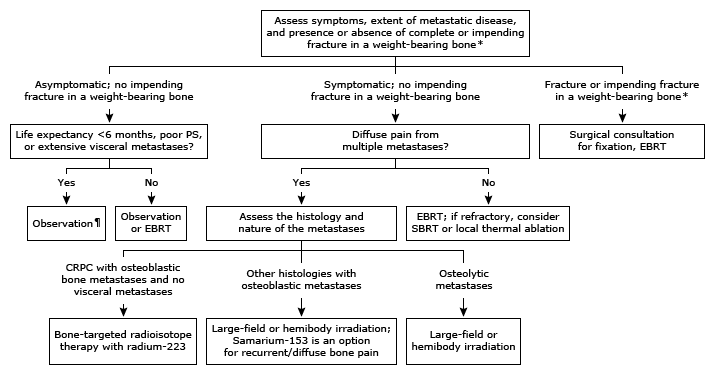 Assess symptoms, extent of metastatic disease,
and presence or absence of complete or impending
fracture in a weight-bearing bone*
Asymptomatic; no impending
fracture in a weight-bearing bone
Symptomatic; no impending
fracture in a weight-bearing bone
Fracture or impending fracture
in a weight-bearing bone*
Life expectancy <6 months, poor PS,
or extensive visceral metastases?
Diffuse pain from
multiple metastases?
Surgical consultation
for fixation, EBRT
Yes
No
Yes
No
Observation¶
Observation
or EBRT
Assess the histology and
nature of the metastases
EBRT; if refractory, consider
SBRT or local thermal ablation
CRPC with osteoblastic
bone metastases and no
visceral metastases
Other histologies with
osteoblastic metastases
Osteolytic
metastases
Bone-targeted radioisotope
therapy with radium-223
Large-field or hemibody irradiation;
Samarium-153 is an option
for recurrent/diffuse bone pain
Large-field or
hemibody irradiation